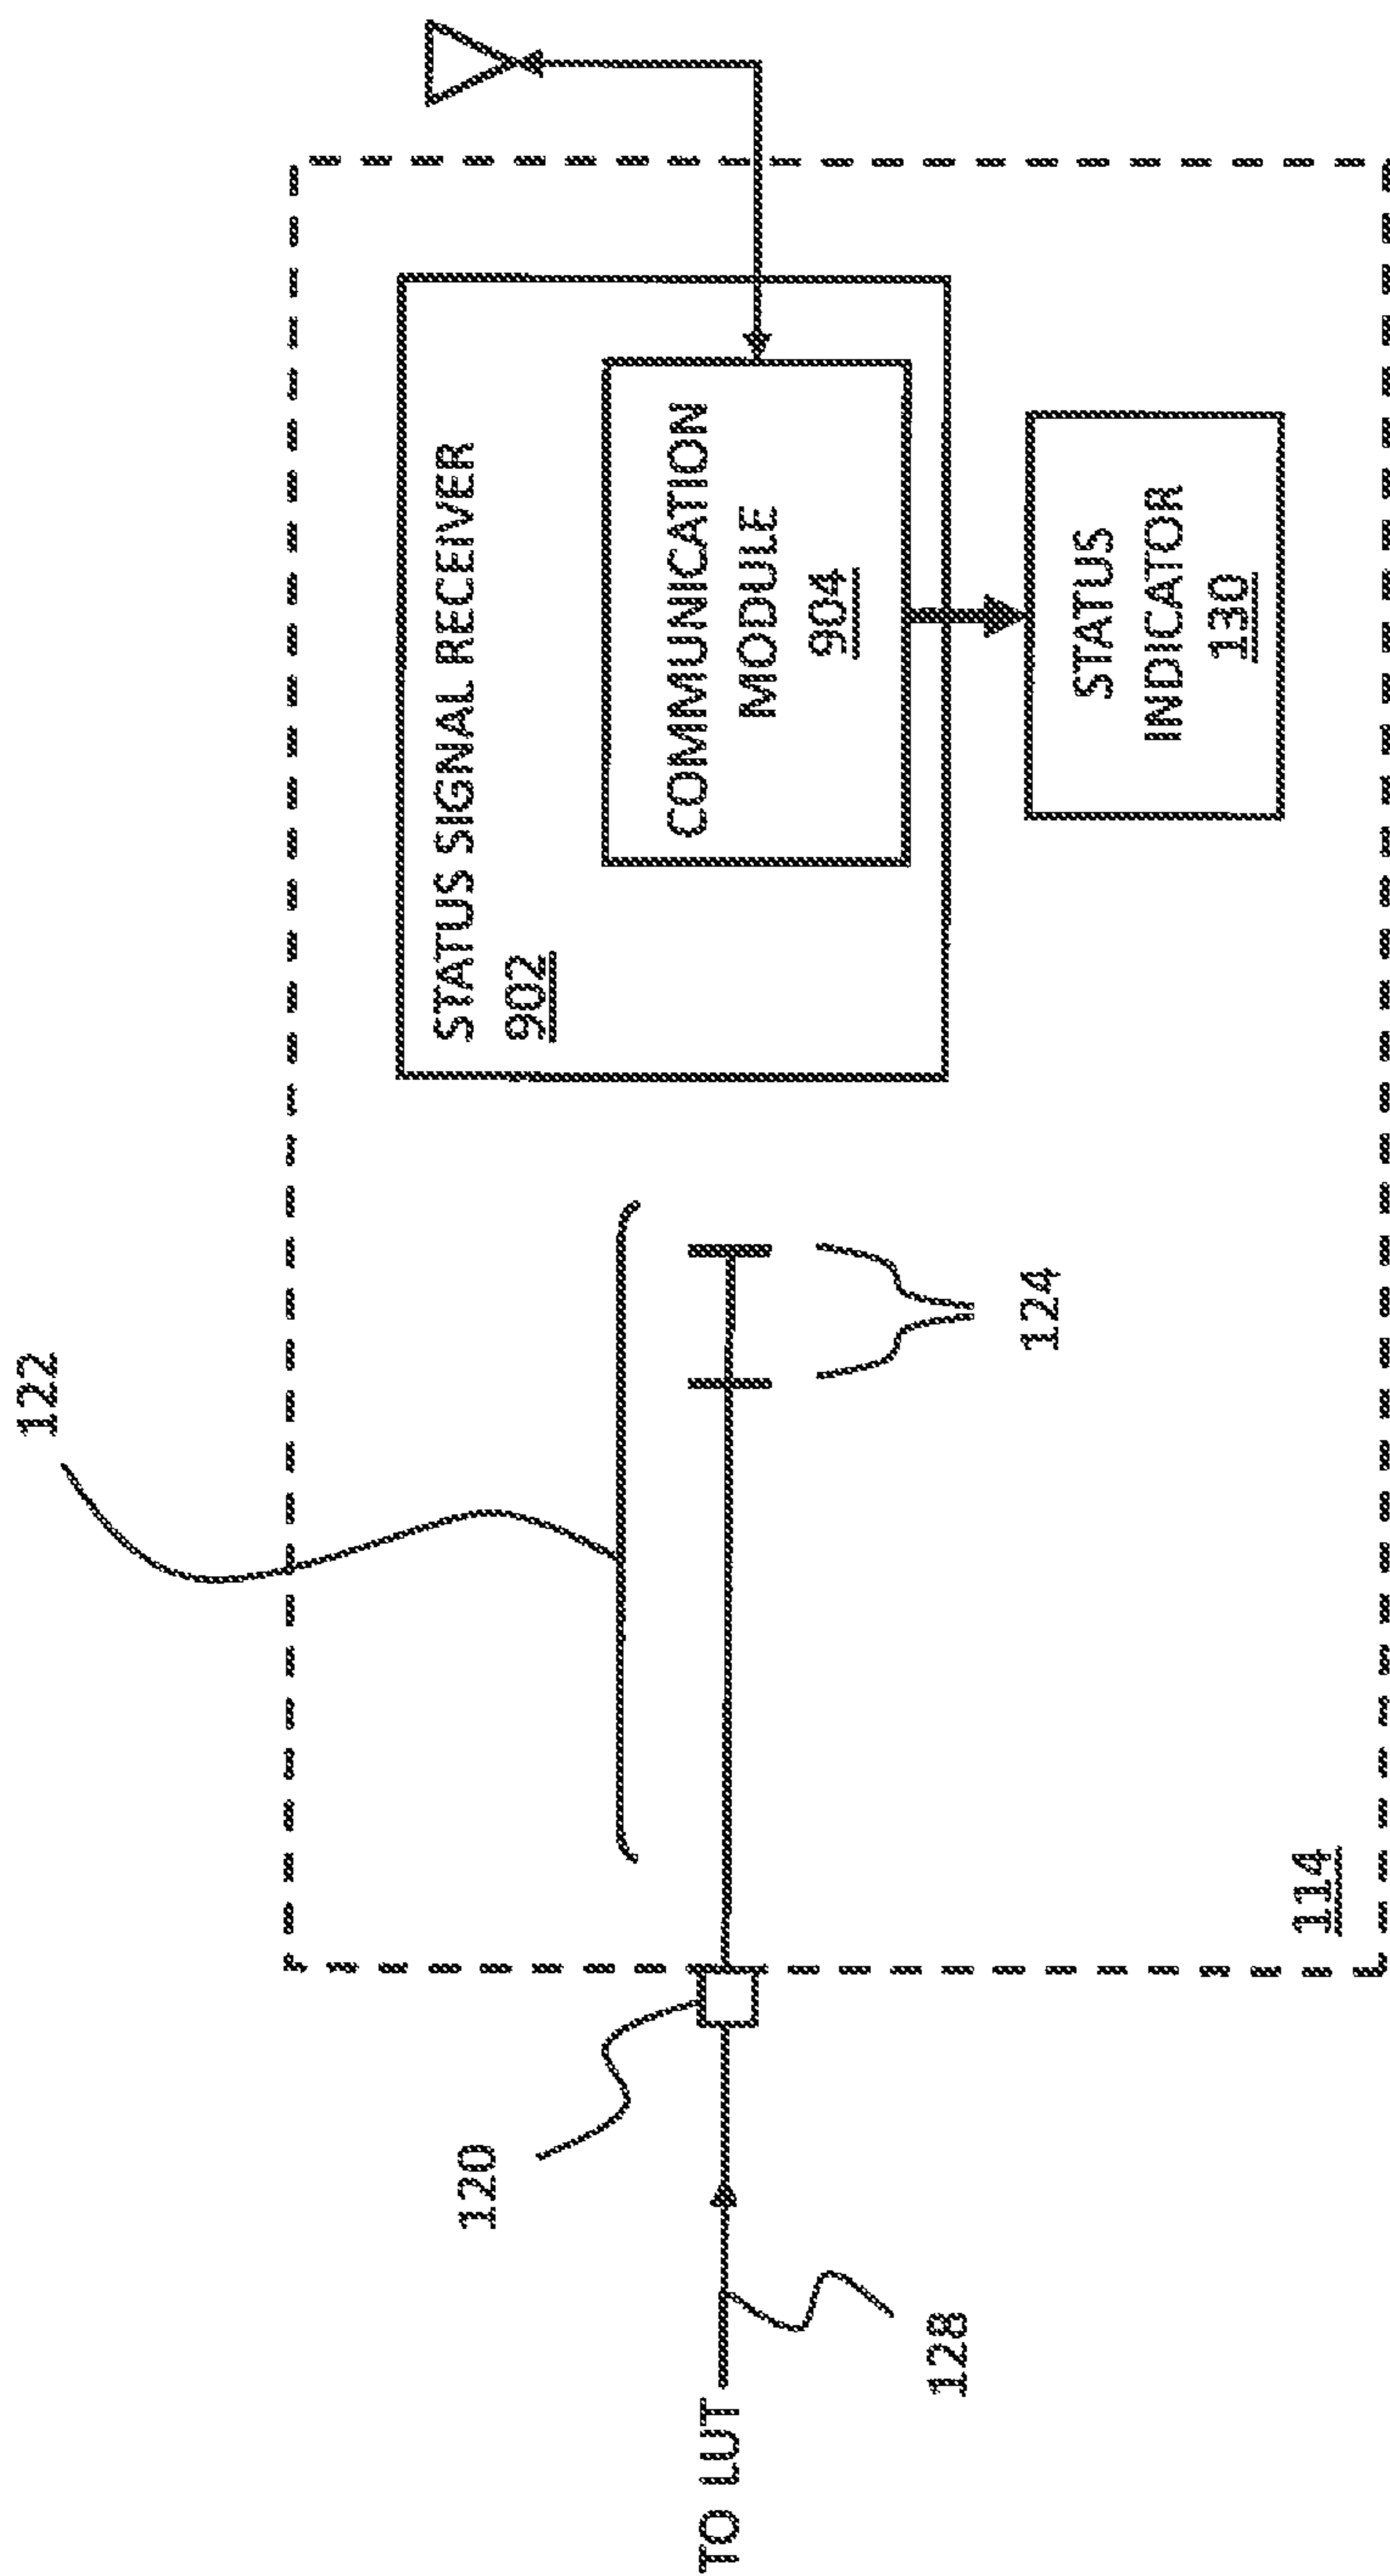 122
STATUS SIGNAL RECEIVER
902
COMMUNICATION
MODULE
904
120
TO LUT
128
124
STATUS
INDICATOR
130
114